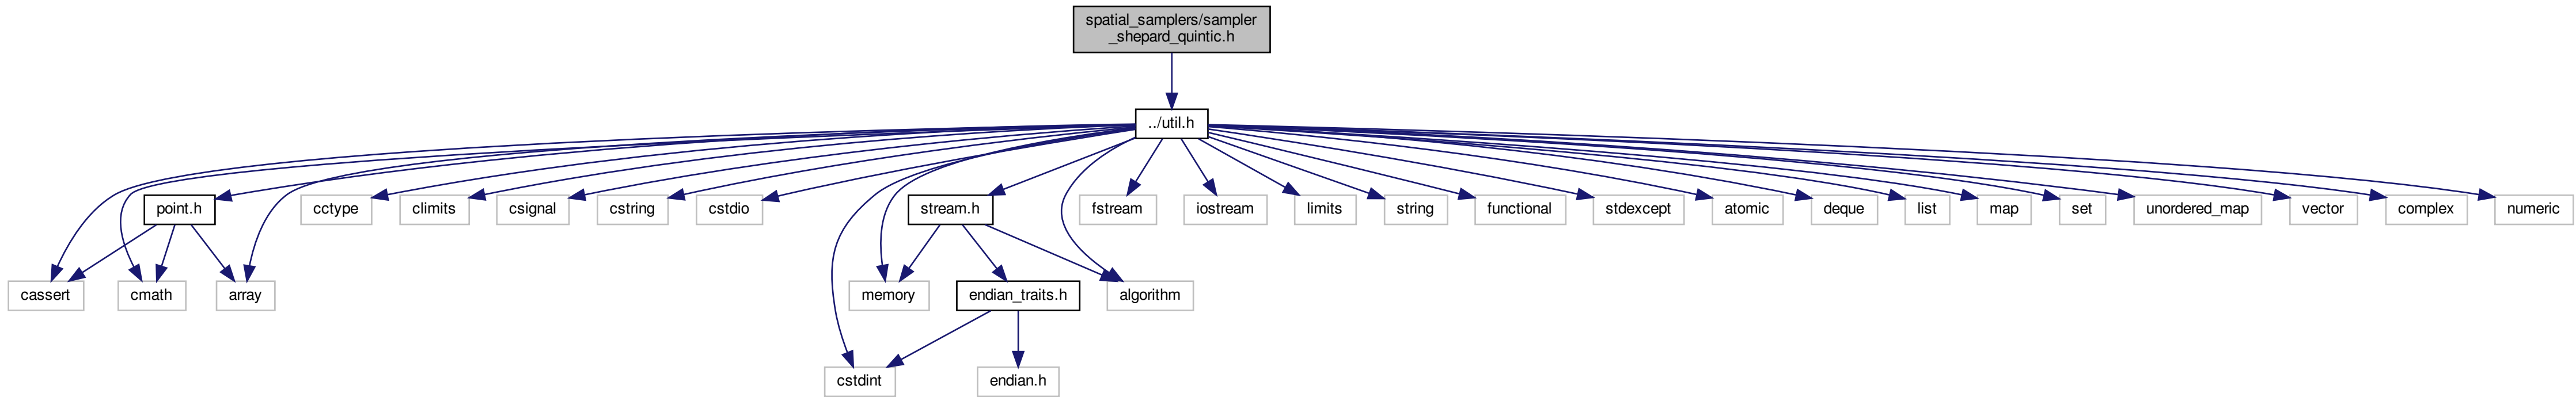 spatial_samplers/sampler
_shepard_quintic.h
../util.h
point.h
cctype
climits
csignal
cstring
cstdio
stream.h
fstream
iostream
limits
string
functional
stdexcept
atomic
deque
list
map
set
unordered_map
vector
complex
numeric
cassert
cmath
array
memory
endian_traits.h
algorithm
cstdint
endian.h